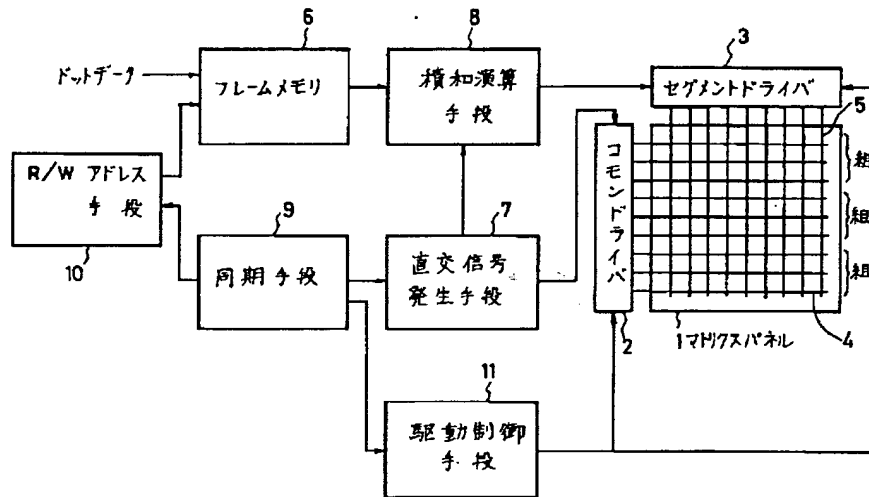 6
8
3
ドットデータ
フレームメモリ
積和演算
手段
セグメントドライバ
5
R/W アドレス
手段
10
コモンドライバ
組
組
組
9
7
同期手段
直交信号
発生手段
2
1マトリクスパネル
4
11
駆動制御
手段